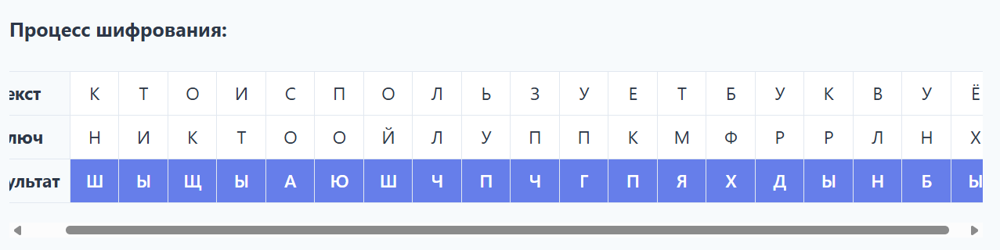 Процесс шифрования:
екст К Т О И С П О Л Ь З У Е Т Б У К В У Ё
люч Н И К Т О О Й Л У П П К М Ф Р Р Л Н Х
ультат Ш Ы Щ Ы А Ю Ш Ч П Ч Г П Я Х Д Ы Н Б Ы